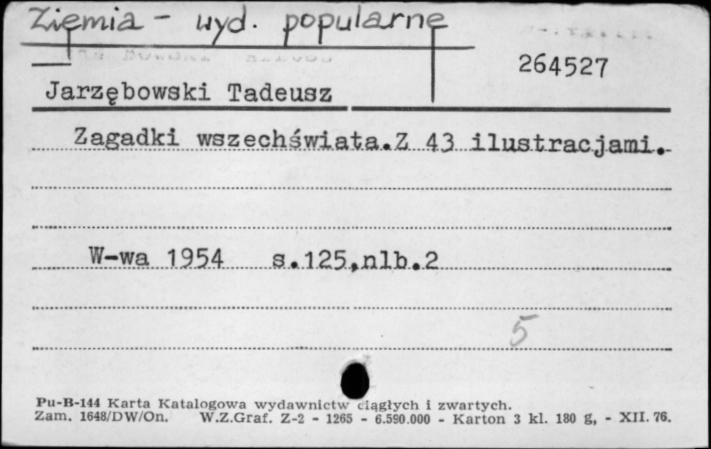 Ziemia - wyd. popularne
264527
Jarzębowski Tadeusz
Zagadki wszechświata.Z 43 ilustracjami.
W-wa 1954 s.125,nlb.2
5
Pu-B-144 Karta Katalogowa wydawnictw ciągłych i zwartych.
Zam. 1648/DW/On. W.Z.Graf. Z-2 - 1265 - 6.590.000 - Karton 3 kl. 180 g, - XII. 76.